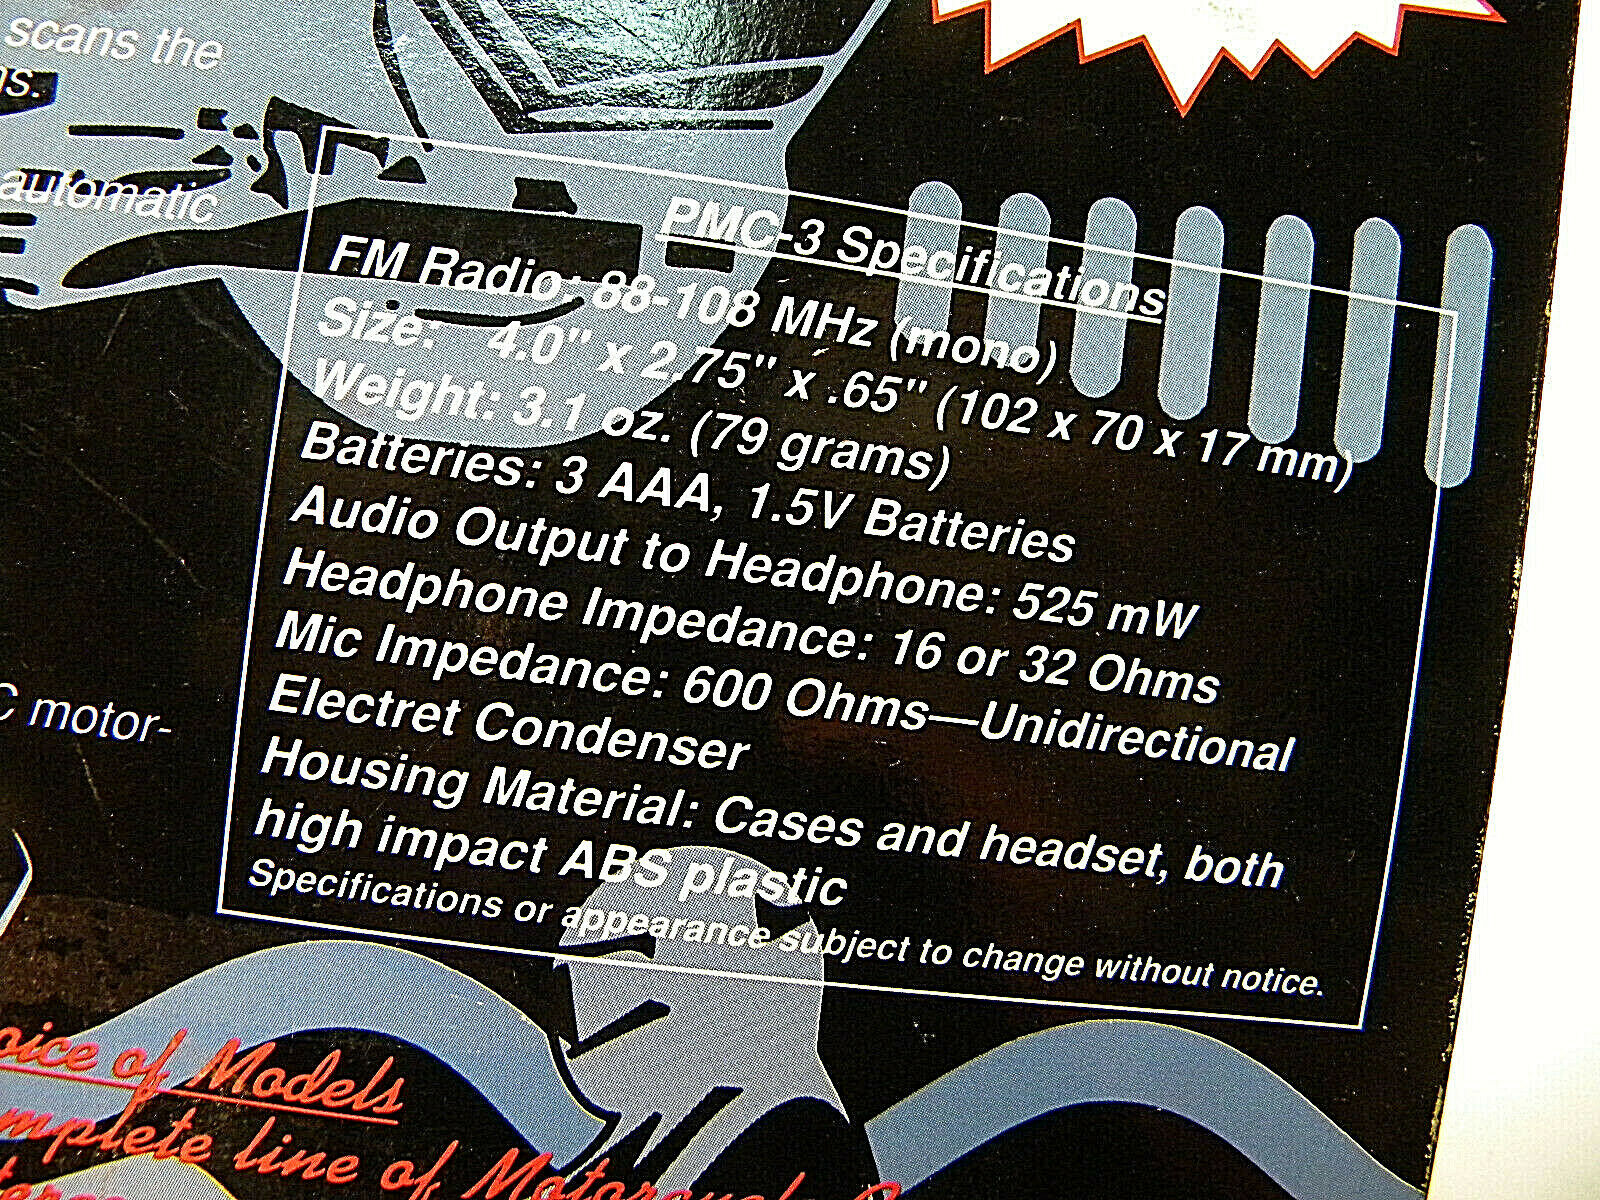 scans the
automatic
PMC-3 Specifications
FM Radio: 88-108 MHz (mono)
Size: 4.0" x 2.75" x .65" (102 x 70 x 17 mm)
Weight: 3.1 oz. (79 grams)
Batteries: 3 AAA, 1.5V Batteries
Audio Output to Headphone: 525 mW
Headphone Impedance: 16 or 32 Ohms
Mic Impedance: 600 Ohms—Unidirectional
Electret Condenser
Housing Material: Cases and headset, both
high impact ABS plastic
Specifications or appearance subject to change without notice.
C motor-
of Models
line of